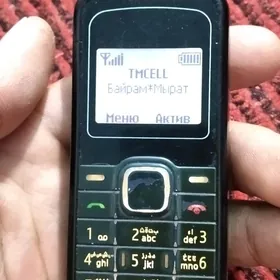 TMCELL
Байрам+Мырат
Меню Актив
1
2 abc
def 3
4 ghi
5 jkl
mno 6